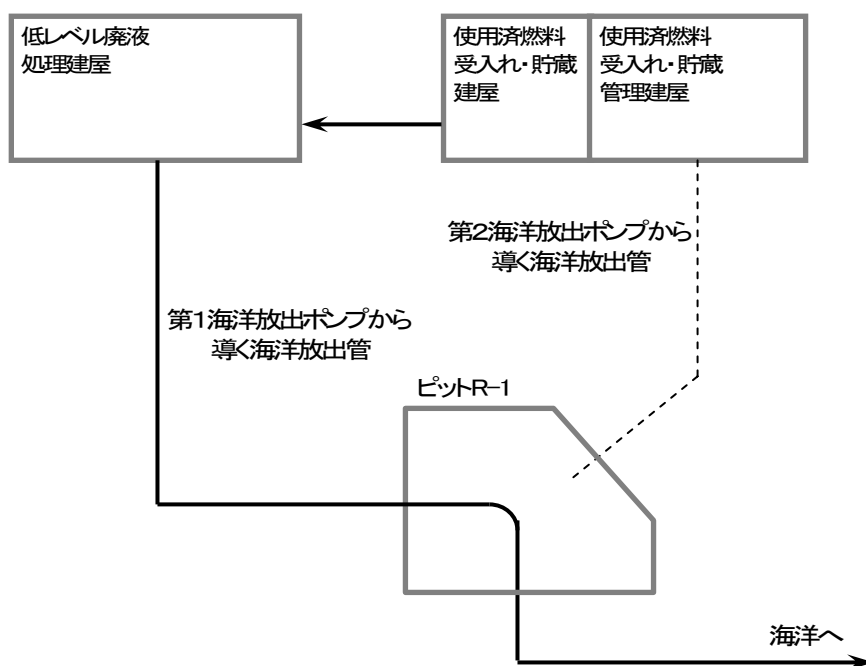 低レベル廃液
処理建屋
使用済燃料
受入れ・貯蔵
建屋
使用済燃料
受入れ・貯蔵
管理建屋
第2海洋放出ポンプから
導く海洋放出管
第1海洋放出ポンプから
導く海洋放出管
ピットR-1
海洋へ